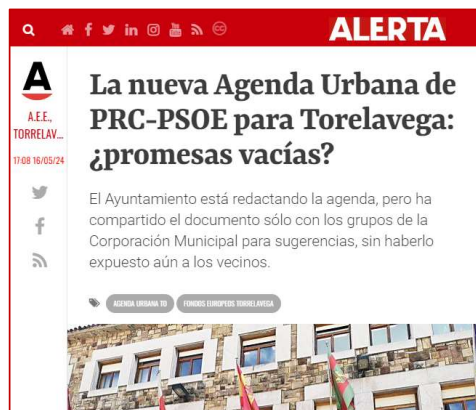 ALERTA
A
A.E.E.,
TORRELAV...
17:08 16/05/24
La nueva Agenda Urbana de
PRC-PSOE para Torelavega:
¿promesas vacías?
El Ayuntamiento está redactando la agenda, pero ha
compartido el documento sólo con los grupos de la
Corporación Municipal para sugerencias, sin haberlo
expuesto aún a los vecinos.
AGENDA URBANA TO FONDOS EUROPEOS TORRELAVEGA